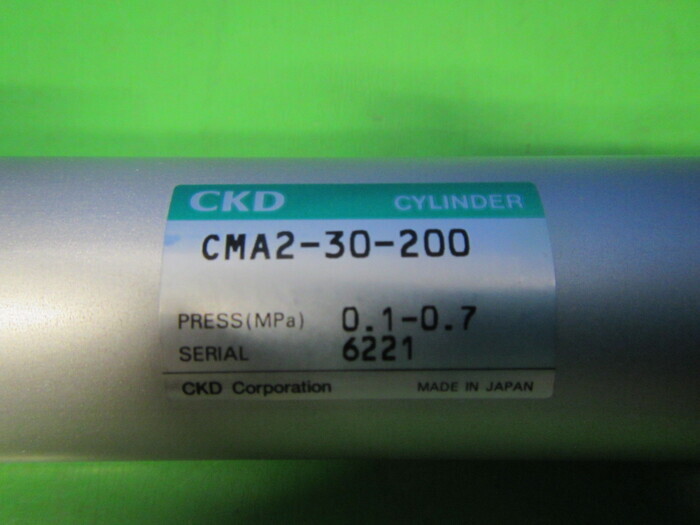 CKD CYLINDER
CMA2-30-200
PRESS(MPa) 0.1-0.7
SERIAL 6221
CKD Corporation MADE IN JAPAN